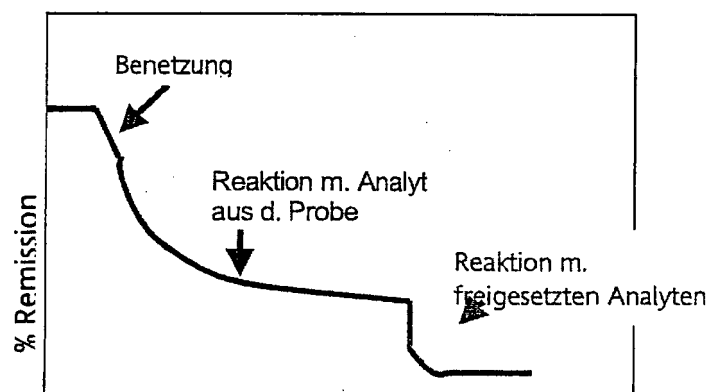 Benetzung
Reaktion m. Analyt
aus d. Probe
Reaktion m.
freigesetzten Analyten
% Remission